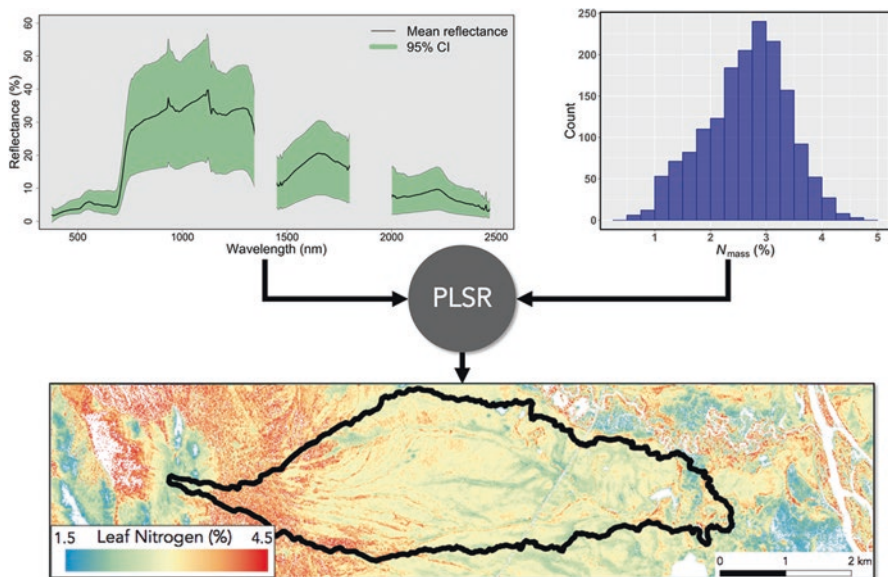 Mean reflectance
95% CI
Reflectance (%)
60
50
40
30
20
10
0
500
1000
1500
2000
2500
Wavelength (nm)
Count
250
200
150
100
50
0
1
2
3
4
5
Nmass (%)
PLSR
1.5 Leaf Nitrogen (%) 4.5
0 1 2 km